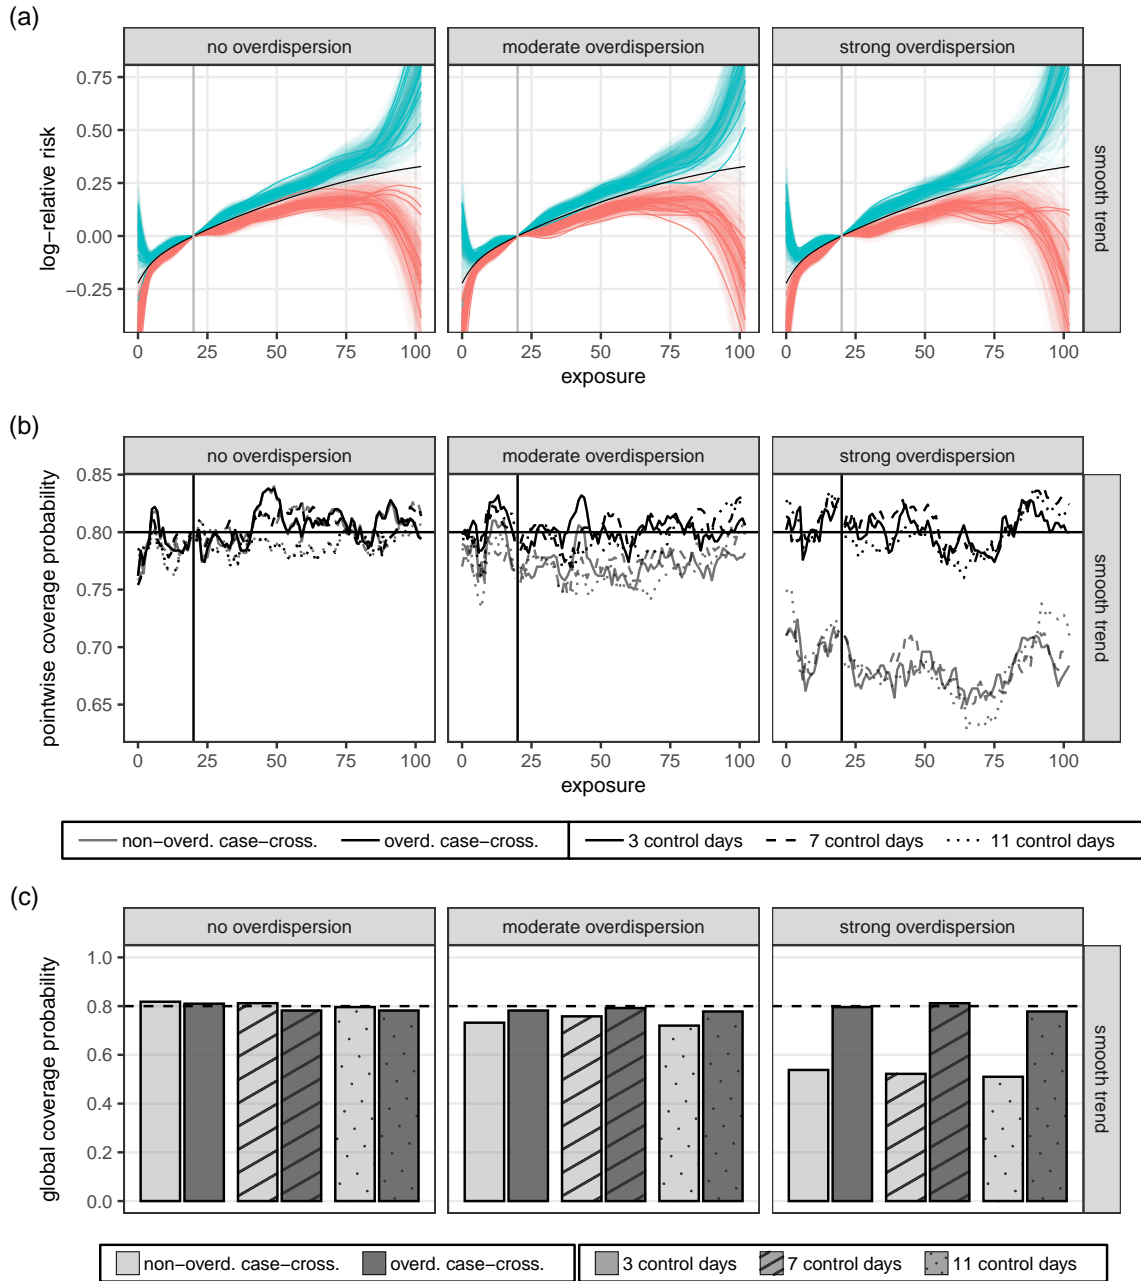 (a)
no overdispersion
moderate overdispersion
strong overdispersion
log−relative risk
0.75
0.50
0.25
0.00
−0.25
smooth trend
0 25 50 75 100
0 25 50 75 100
0 25 50 75 100
exposure
(b)
no overdispersion
moderate overdispersion
strong overdispersion
pointwise coverage probability
0.85
0.80
0.75
0.70
0.65
smooth trend
0 25 50 75 100
0 25 50 75 100
0 25 50 75 100
exposure
non−overd. case−cross. overd. case−cross. 3 control days 7 control days 11 control days
(c)
no overdispersion
moderate overdispersion
strong overdispersion
global coverage probability
1.0
0.8
0.6
0.4
0.2
0.0
smooth trend
non−overd. case−cross. overd. case−cross. 3 control days 7 control days 11 control days